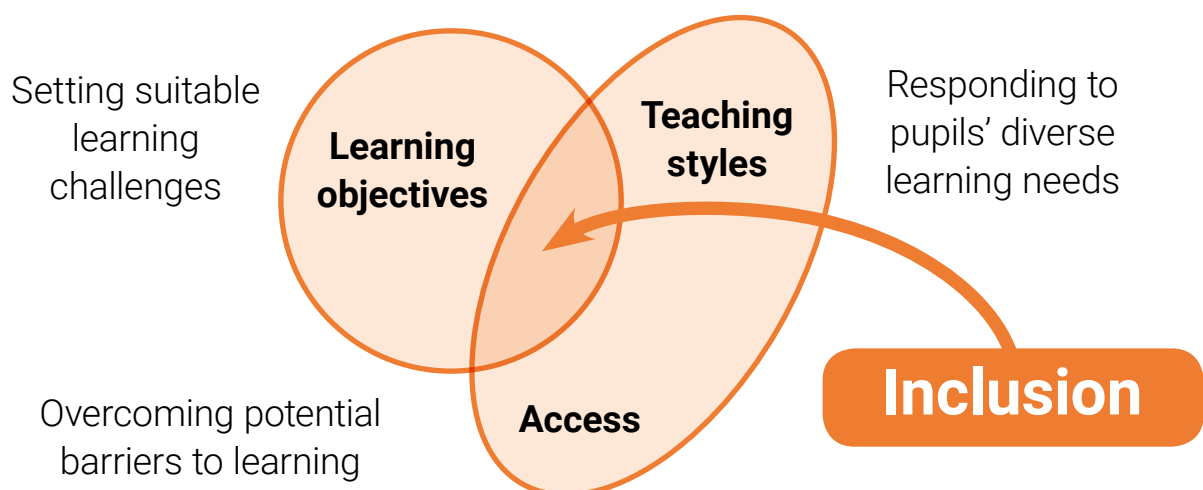 Setting suitable
learning
challenges
Learning
objectives
Teaching
styles
Responding to
pupils’ diverse
learning needs
Overcoming potential
barriers to learning
Access
Inclusion